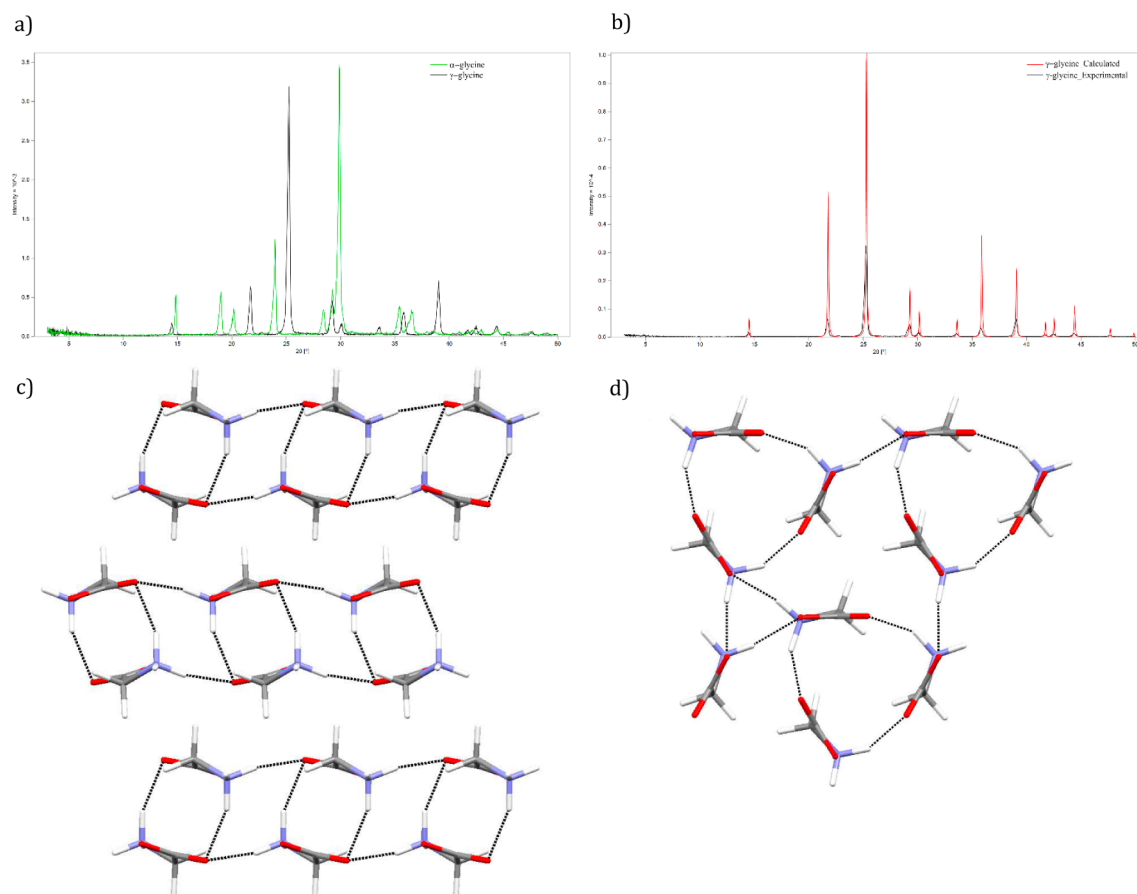 a)
3.5
3.0
2.5
2.0
1.5
1.0
0.5
0.0
Intensity × 10^-3
5 10 15 20 25 30 35 40 45 50
2θ [°]
α-glycine
γ-glycine
b)
1.0
0.9
0.8
0.7
0.6
0.5
0.4
0.3
0.2
0.1
0.0
Intensity × 10^-4
5 10 15 20 25 30 35 40 45 50
2θ [°]
γ-glycine_Calculated
γ-glycine_Experimental
c)
d)